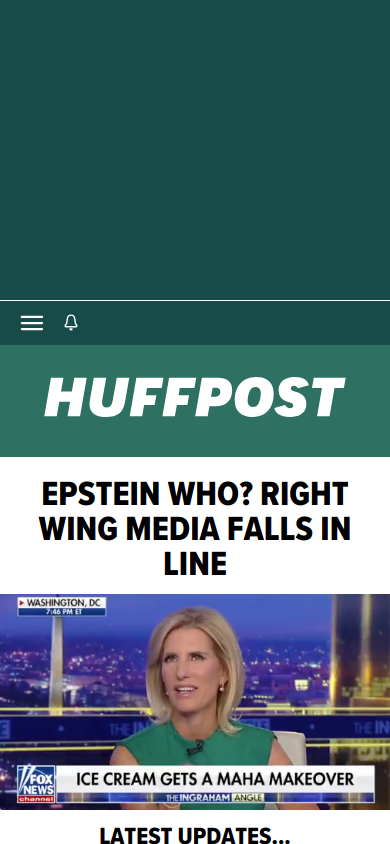 HUFFPOST
EPSTEIN WHO? RIGHT
WING MEDIA FALLS IN
LINE
WASHINGTON, DC
7:46 PM ET
FOX
NEWS
channel
ICE CREAM GETS A MAHA MAKEOVER
THE INGRAHAM ANGLE
LATEST UPDATES...